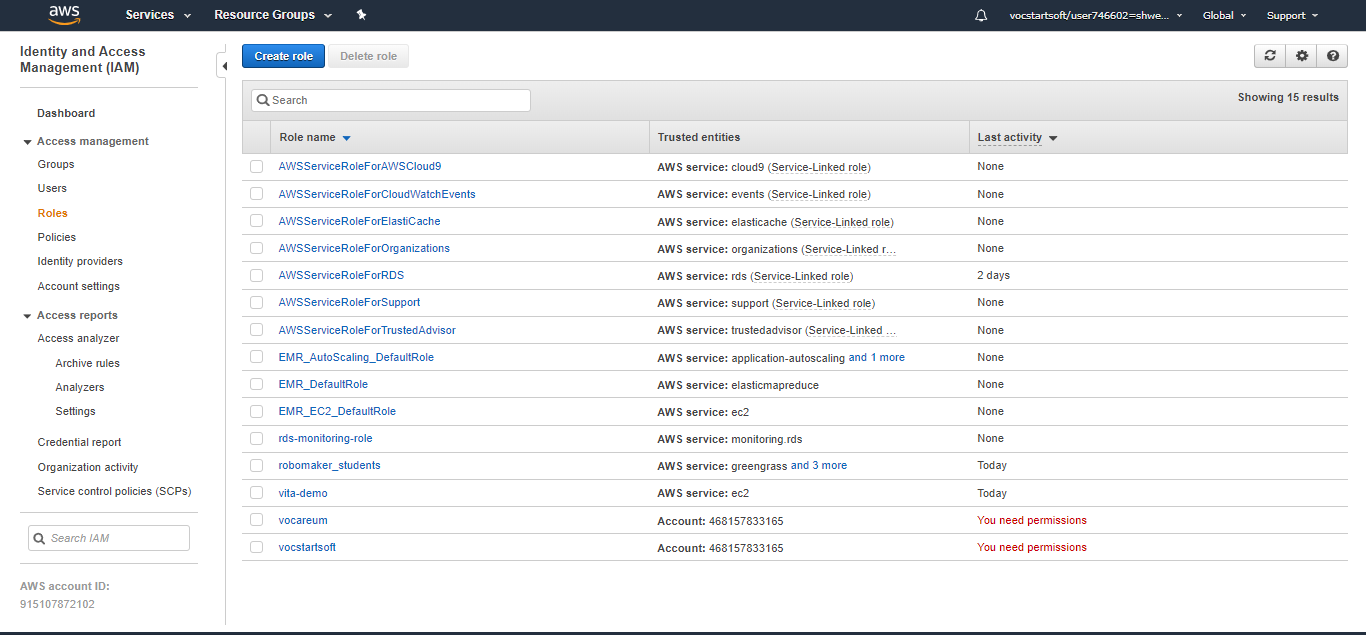 aws Services Resource Groups vocstartsoft/user746602=shwe... Global Support
Identity and Access
Management (IAM)
Dashboard
Access management
Groups
Users
Roles
Policies
Identity providers
Account settings
Access reports
Access analyzer
Archive rules
Analyzers
Settings
Credential report
Organization activity
Service control policies (SCPs)
Search IAM
AWS account ID:
915107872102
Create role Delete role
Search
Showing 15 results
Role name Trusted entities Last activity
AWSServiceRoleForAWSCloud9 AWS service: cloud9 (Service-Linked role) None
AWSServiceRoleForCloudWatchEvents AWS service: events (Service-Linked role) None
AWSServiceRoleForElastiCache AWS service: elasticache (Service-Linked role) None
AWSServiceRoleForOrganizations AWS service: organizations (Service-Linked r... None
AWSServiceRoleForRDS AWS service: rds (Service-Linked role) 2 days
AWSServiceRoleForSupport AWS service: support (Service-Linked role) None
AWSServiceRoleForTrustedAdvisor AWS service: trustedadvisor (Service-Linked ... None
EMR_AutoScaling_DefaultRole AWS service: application-autoscaling and 1 more None
EMR_DefaultRole AWS service: elasticmapreduce None
EMR_EC2_DefaultRole AWS service: ec2 None
rds-monitoring-role AWS service: monitoring.rds None
robomaker_students AWS service: greengrass and 3 more Today
vita-demo AWS service: ec2 Today
vocareum Account: 468157833165 You need permissions
vocstartsoft Account: 468157833165 You need permissions